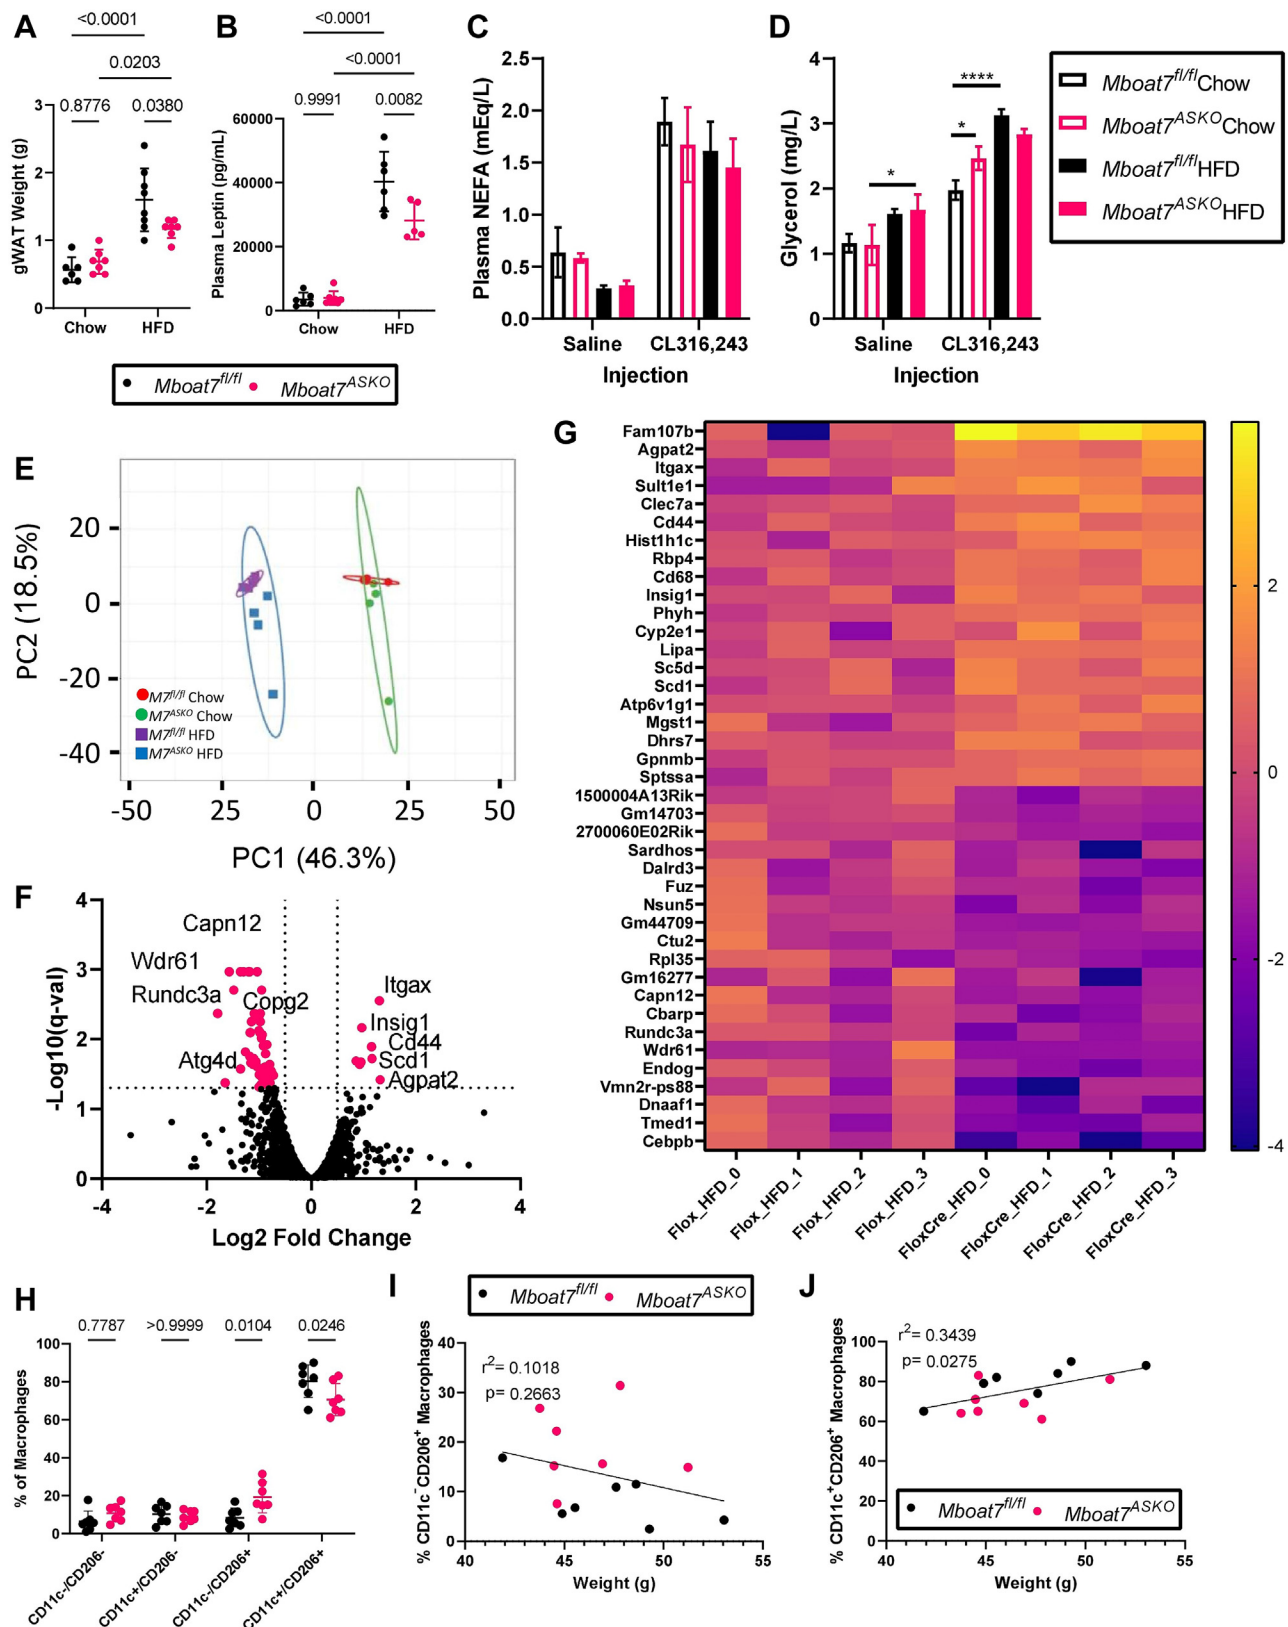 A
<0.0001
0.0203
0.8776
0.0380
gWAT Weight (g)
3
2
1
0
Chow
HFD
B
<0.0001
<0.0001
0.9991
0.0082
Plasma Leptin (pg/mL)
60000
40000
20000
0
Chow
HFD
Mboat7fl/fl
Mboat7ASKO
C
Plasma NEFA (mEq/L)
2.5
2.0
1.5
1.0
0.5
0.0
Saline
CL316,243
Injection
D
Glycerol (mg/L)
4
3
2
1
0
*
*
****
Saline
CL316,243
Injection
Mboat7fl/flChow
Mboat7ASKOChow
Mboat7fl/flHFD
Mboat7ASKOHFD
E
PC2 (18.5%)
20
0
-20
-40
M7fl/fl Chow
M7ASKO Chow
M7fl/fl HFD
M7ASKO HFD
-50
25
0
25
50
PC1 (46.3%)
F
-Log10(q-val)
4
3
2
1
0
Capn12
Wdr61
Rundc3a
Copg2
Atg4d
Itgax
Insig1
Cd44
Scd1
Agpat2
-4
-2
0
2
4
Log2 Fold Change
G
Fam107b
Agpat2
Itgax
Sult1e1
Clec7a
Cd44
Hist1h1c
Rbp4
Cd68
Insig1
Phyh
Cyp2e1
Lipa
Sc5d
Scd1
Atp6v1g1
Mgst1
Dhrs7
Gpnmb
Sptssa
1500004A13Rik
Gm14703
2700060E02Rik
Sardhos
Dalrd3
Fuz
Nsun5
Gm44709
Ctu2
Rpl35
Gm16277
Capn12
Cbarp
Rundc3a
Wdr61
Endog
Vmn2r-ps88
Dnaaf1
Tmed1
Cebpb
Flox_HFD_0
Flox_HFD_1
Flox_HFD_2
Flox_HFD_3
FloxCre_HFD_0
FloxCre_HFD_1
FloxCre_HFD_2
FloxCre_HFD_3
2
0
-2
-4
H
0.7787
>0.9999
0.0104
0.0246
% of Macrophages
100
80
60
40
20
0
CD11c-/CD206-
CD11c+/CD206-
CD11c-/CD206+
CD11c+/CD206+
I
Mboat7fl/fl
Mboat7ASKO
% CD11c-CD206+ Macrophages
r2= 0.1018
p= 0.2663
40
30
20
10
0
40
45
50
55
Weight (g)
J
% CD11c+CD206+ Macrophages
r2= 0.3439
p= 0.0275
100
80
60
40
20
0
Mboat7fl/fl
Mboat7ASKO
40
45
50
55
Weight (g)